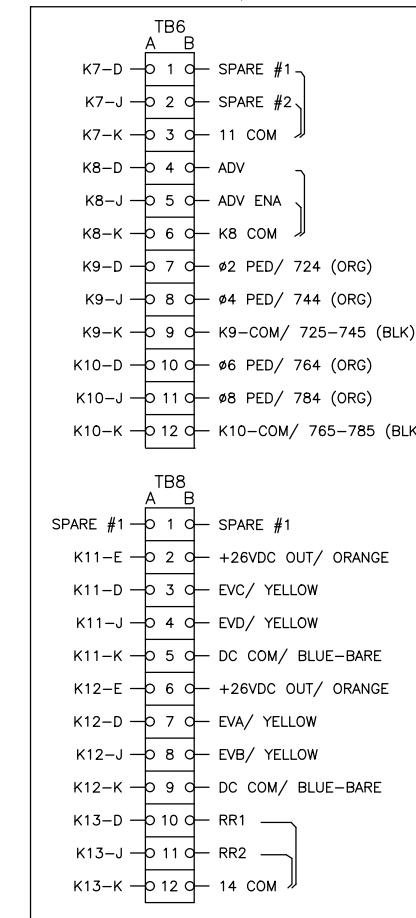 TB6
A B
K7-D 1 SPARE #1
K7-J 2 SPARE #2
K7-K 3 11 COM
K8-D 4 ADV
K8-J 5 ADV ENA
K8-K 6 K8 COM
K9-D 7 ø2 PED/ 724 (ORG)
K9-J 8 ø4 PED/ 744 (ORG)
K9-K 9 K9-COM/ 725-745 (BLK)
K10-D 10 ø6 PED/ 764 (ORG)
K10-J 11 ø8 PED/ 784 (ORG)
K10-K 12 K10-COM/ 765-785 (BLK
TB8
A B
SPARE #1 1 SPARE #1
K11-E 2 +26VDC OUT/ ORANGE
K11-D 3 EVC/ YELLOW
K11-J 4 EVD/ YELLOW
K11-K 5 DC COM/ BLUE-BARE
K12-E 6 +26VDC OUT/ ORANGE
K12-D 7 EVA/ YELLOW
K12-J 8 EVB/ YELLOW
K12-K 9 DC COM/ BLUE-BARE
K13-D 10 RR1
K13-J 11 RR2
K13-K 12 14 COM